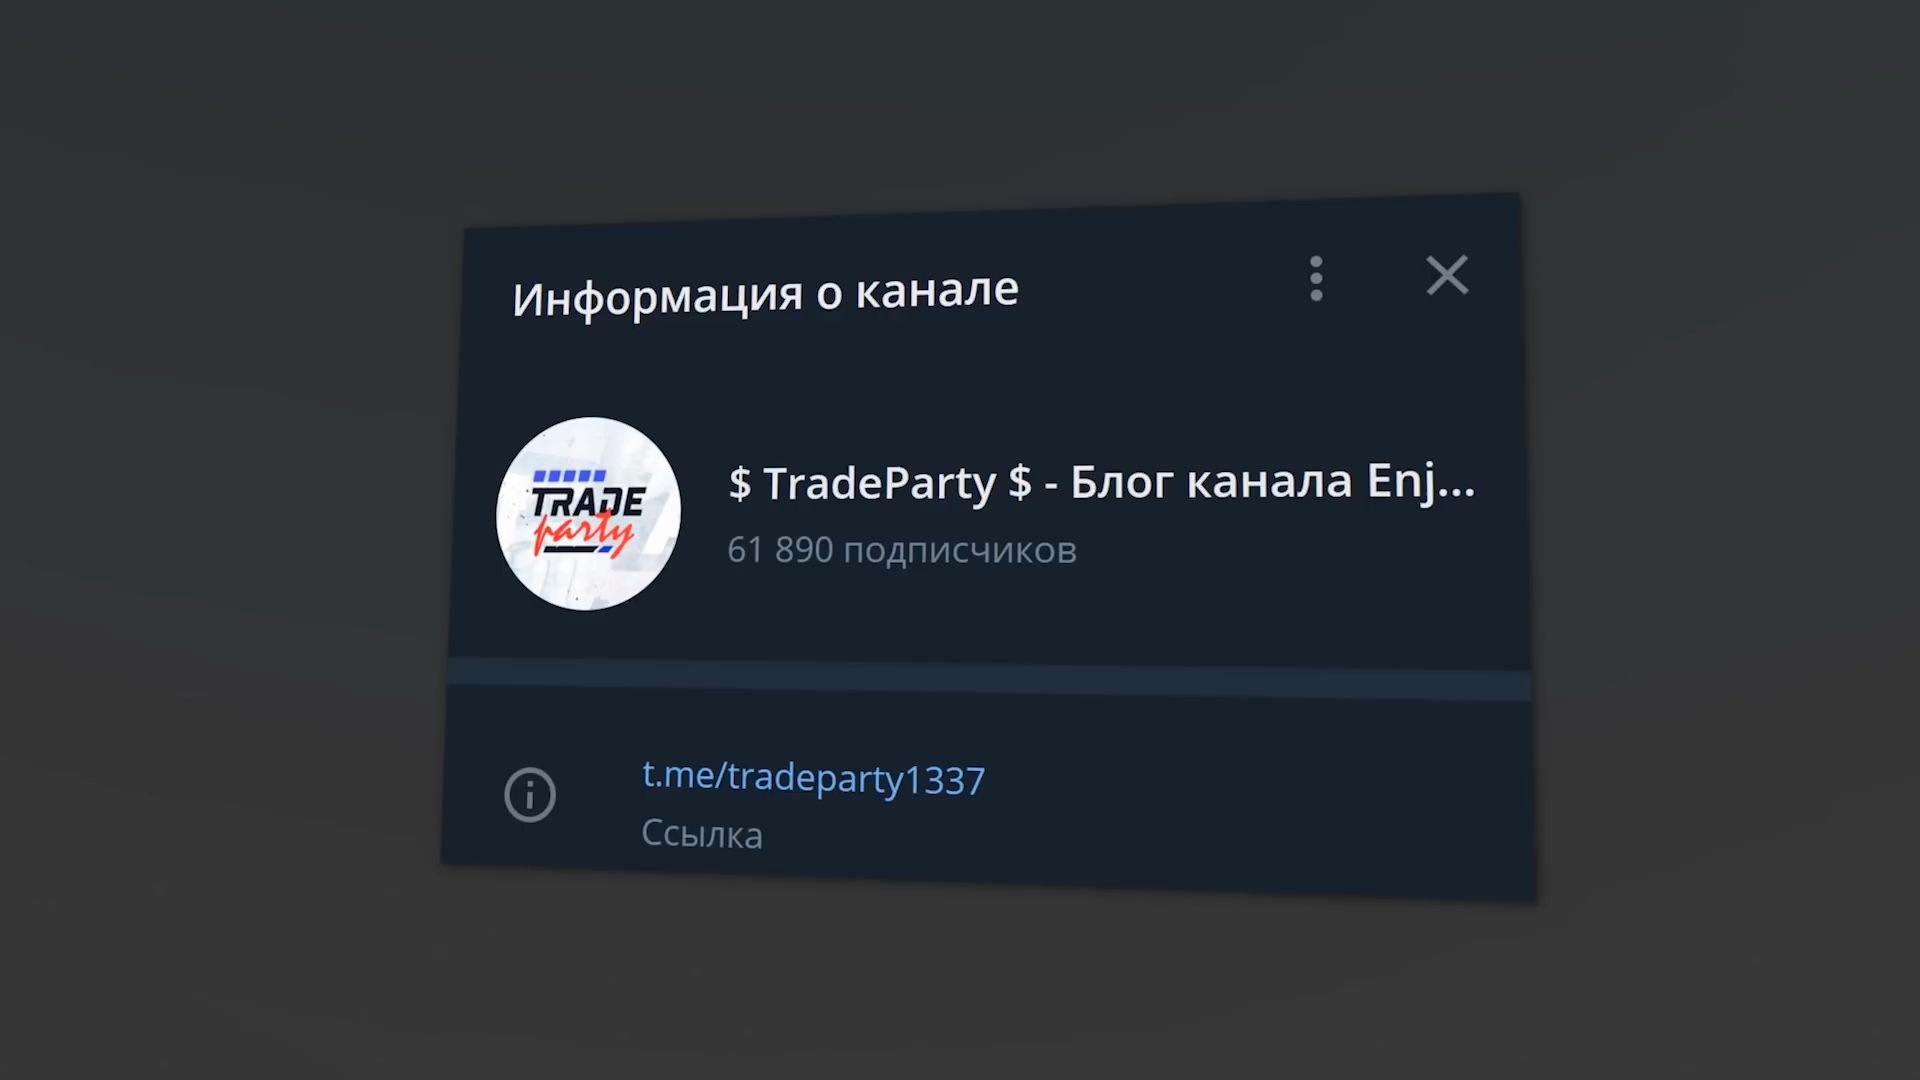 Информация о канале
TRADE
party
$ TradeParty $ - Блог канала Enj...
61 890 подписчиков
t.me/tradeparty1337
Ссылка